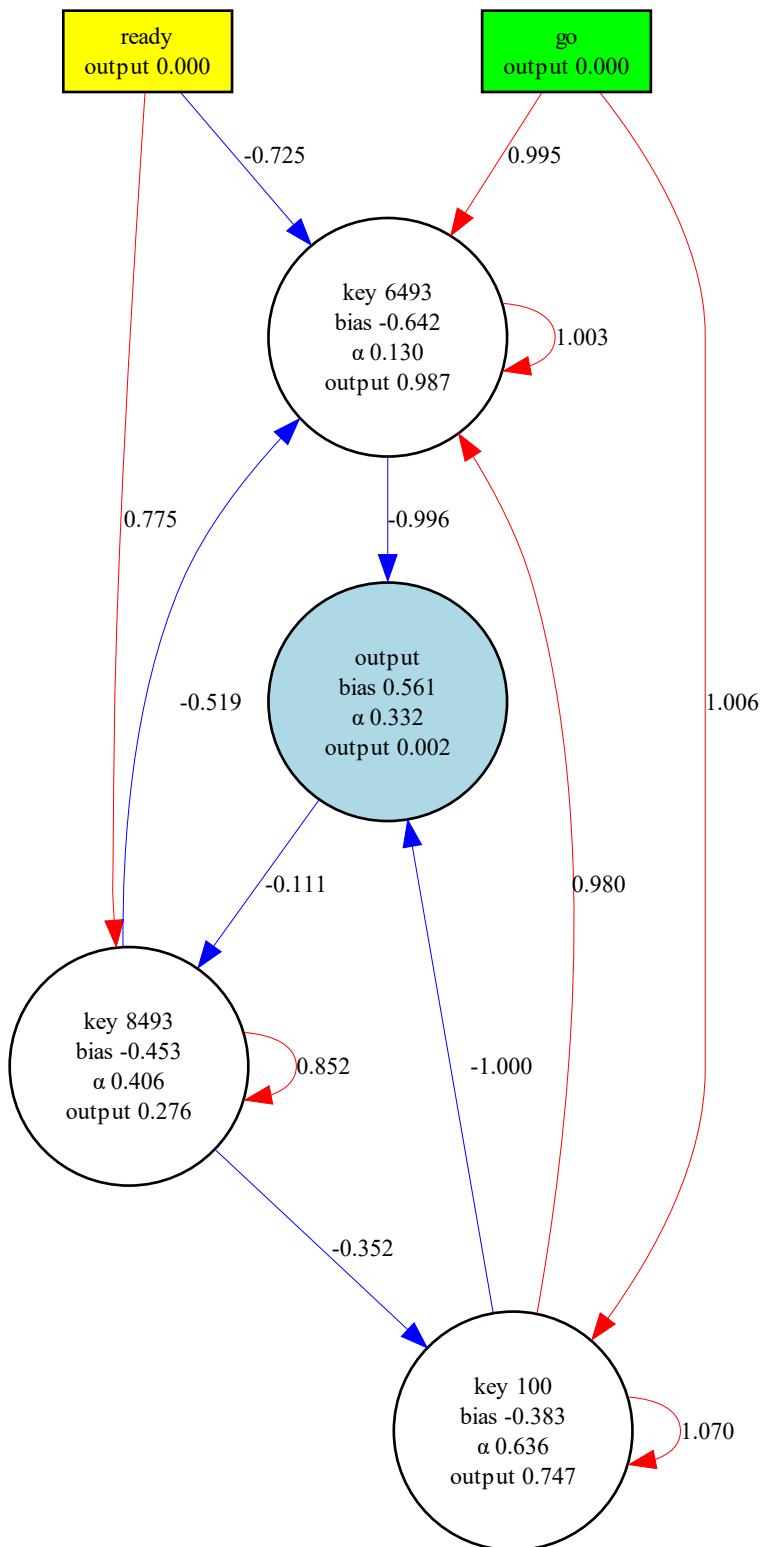 ready
output 0.000
go
output 0.000
-0.725
0.995
key 6493
bias -0.642
α 0.130
output 0.987
1.003
0.775
-0.996
-0.519
output
bias 0.561
α 0.332
output 0.002
1.006
-0.111
0.980
key 8493
bias -0.453
α 0.406
output 0.276
0.852
-1.000
-0.352
key 100
bias -0.383
α 0.636
output 0.747
1.070